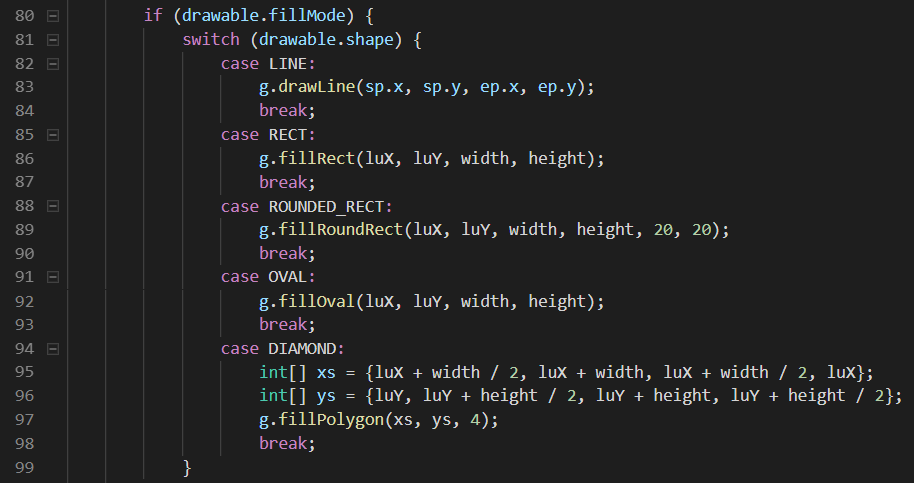 80 if (drawable.fillMode) {
81 switch (drawable.shape) {
82 case LINE:
83 g.drawLine(sp.x, sp.y, ep.x, ep.y);
84 break;
85 case RECT:
86 g.fillRect(luX, luY, width, height);
87 break;
88 case ROUNDED_RECT:
89 g.fillRoundRect(luX, luY, width, height, 20, 20);
90 break;
91 case OVAL:
92 g.fillOval(luX, luY, width, height);
93 break;
94 case DIAMOND:
95 int[] xs = {luX + width / 2, luX + width, luX + width / 2, luX};
96 int[] ys = {luY, luY + height / 2, luY + height, luY + height / 2};
97 g.fillPolygon(xs, ys, 4);
98 break;
99 }